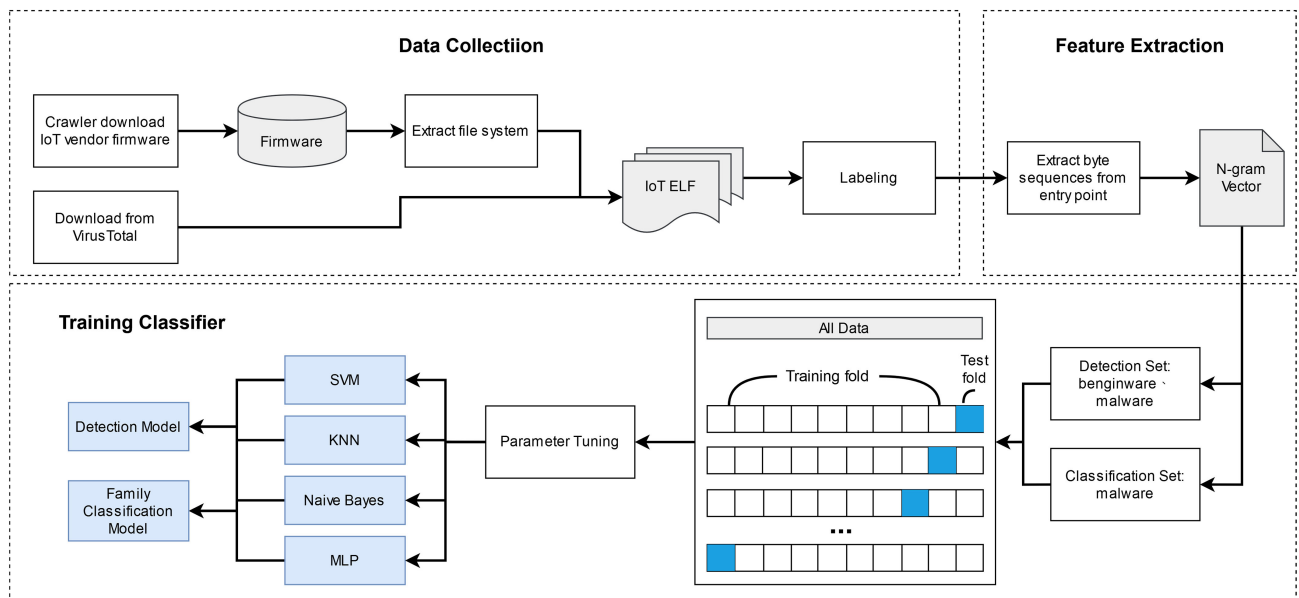 Data Collectiion
Feature Extraction
Crawler download
IoT vendor firmware
Firmware
Extract file system
Download from
VirusTotal
IoT ELF
Labeling
Extract byte
sequences from
entry point
N-gram
Vector
Training Classifier
All Data
Training fold
Test
fold
...
Detection Set:
benginware、
malware
Classification Set:
malware
Parameter Tuning
SVM
KNN
Naive Bayes
MLP
Detection Model
Family
Classification
Model